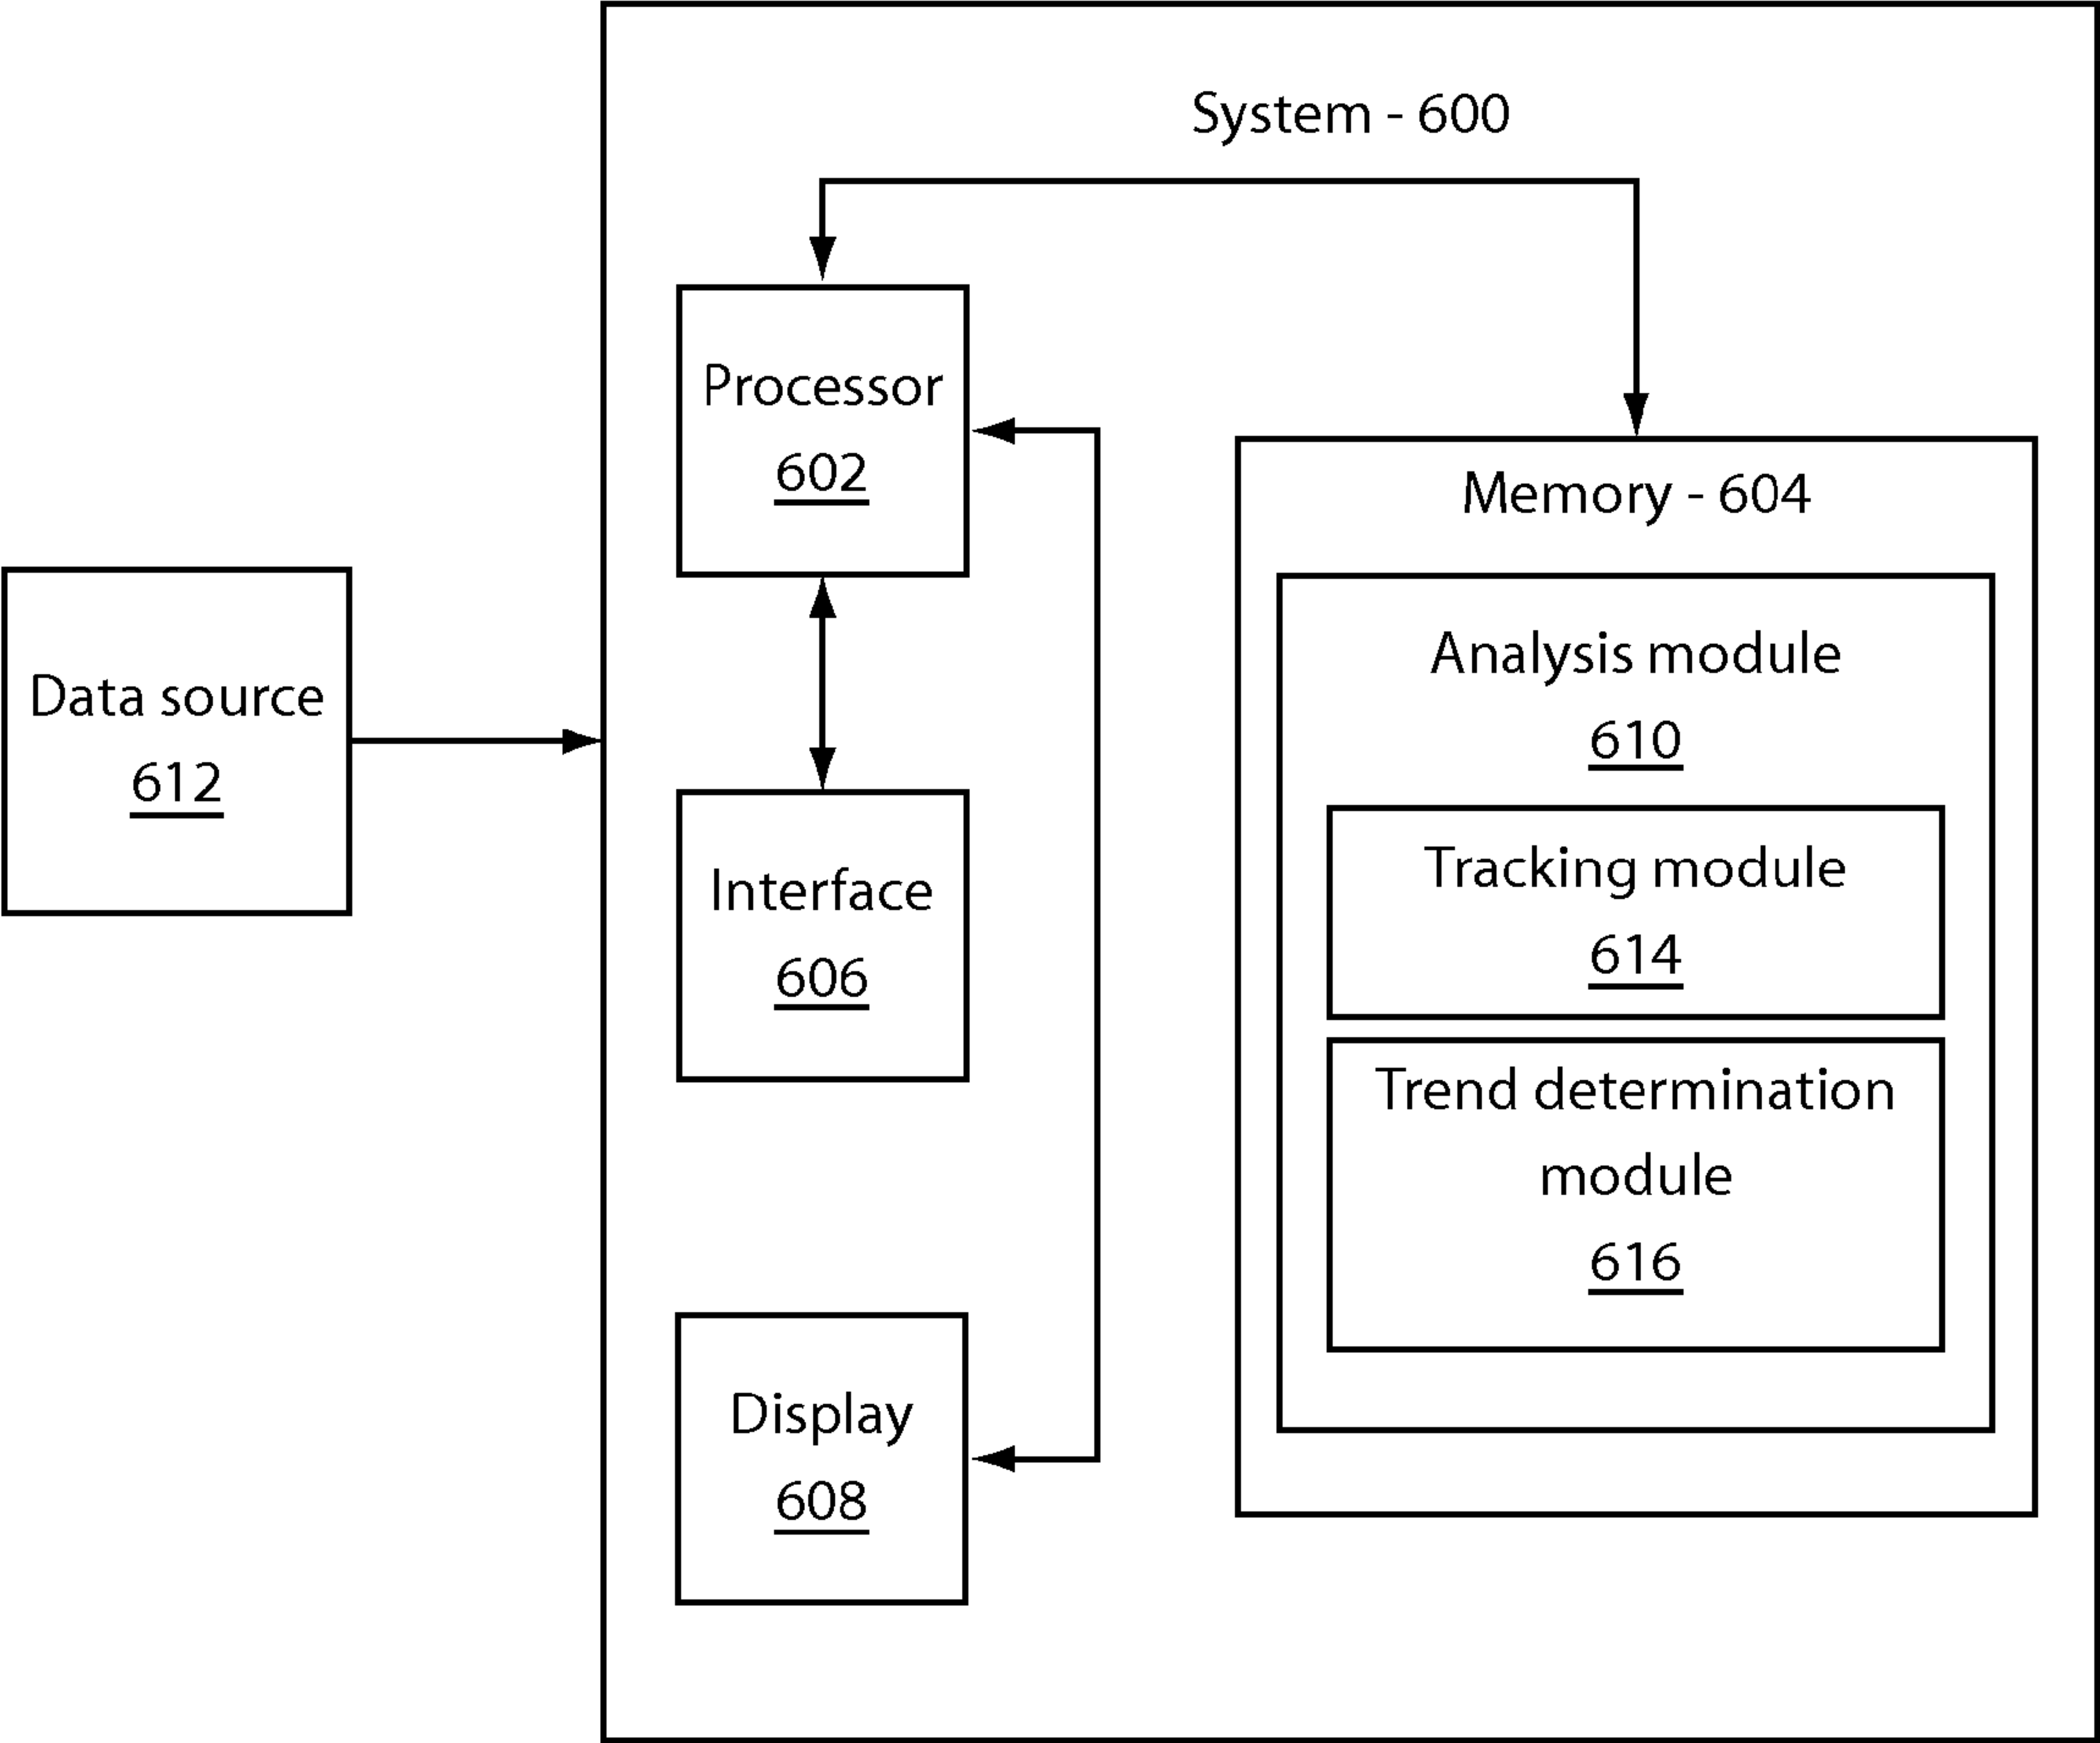 System - 600
Processor
602
Memory - 604
Data source
612
Analysis module
610
Interface
606
Tracking module
614
Trend determination
module
616
Display
608